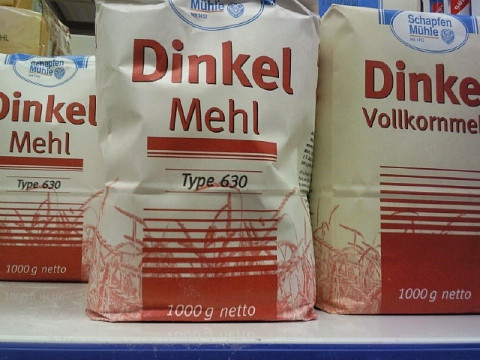 Schapfen
Mühle
Dinkel
Mehl
Type 630
1000 g netto
Mühle
Dinkel
Mehl
Type 630
1000 g netto
Schapfen
Mühle
Dinke
Vollkornmeh
1000 g netto